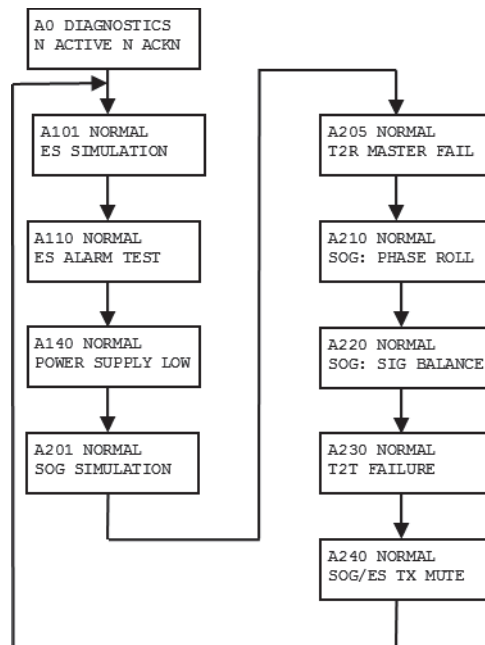 A0 DIAGNOSTICS
N ACTIVE N ACKN
A101 NORMAL
ES SIMULATION
A110 NORMAL
ES ALARM TEST
A140 NORMAL
POWER SUPPLY LOW
A201 NORMAL
SOG SIMULATION
A205 NORMAL
T2R MASTER FAIL
A210 NORMAL
SOG: PHASE ROLL
A220 NORMAL
SOG: SIG BALANCE
A230 NORMAL
T2T FAILURE
A240 NORMAL
SOG/ES TX MUTE